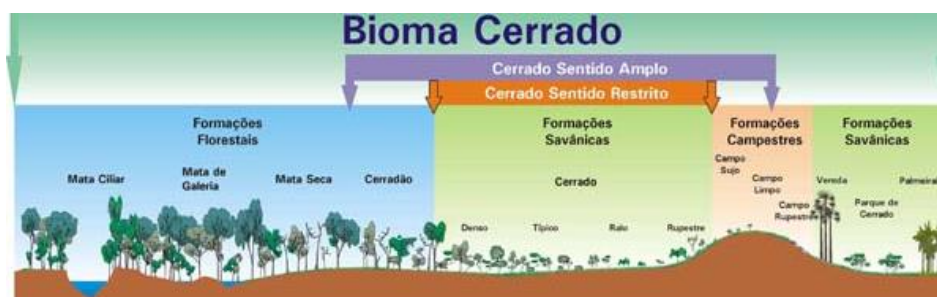 Bioma Cerrado
Cerrado Sentido Amplo
Cerrado Sentido Restrito
Formações
Florestais
Formações
Savânicas
Formações
Campestres
Formações
Savânicas
Mata Ciliar
Mata de
Galeria
Mata Seca
Cerradão
Cerrado
Campo
Sujo
Campo
Limpo
Campo
Rupestre
Vereda
Palmeiral
Parque de
Cerrado
Denso
Típico
Ralo
Rupestre